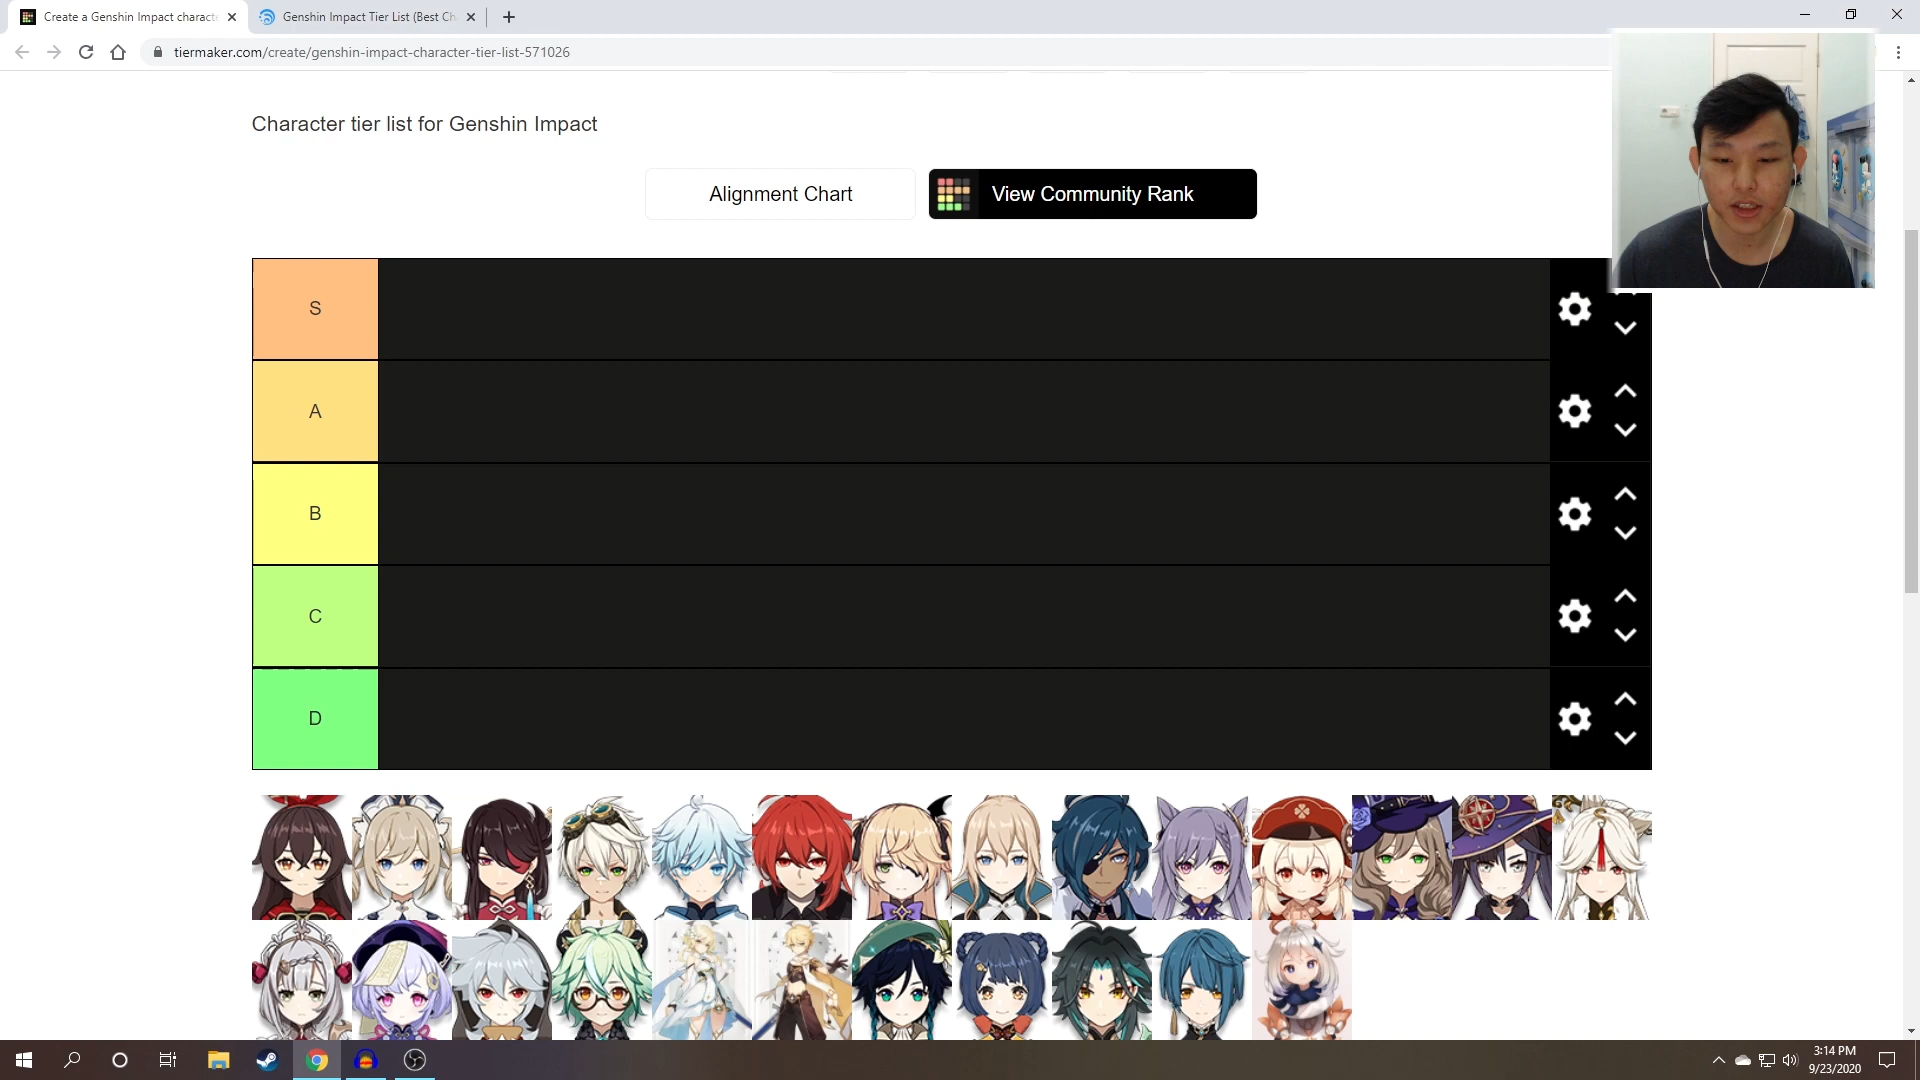 Create a Genshin Impact characte
Genshin Impact Tier List (Best Ch
tiermaker.com/create/genshin-impact-character-tier-list-571026
Character tier list for Genshin Impact
Alignment Chart
View Community Rank
S
A
B
C
D
3:14 PM
9/23/2020